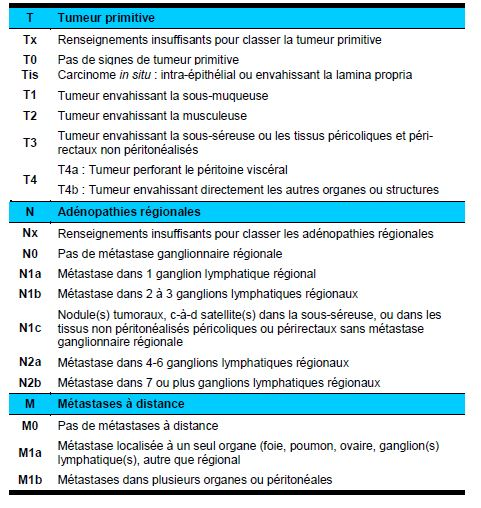 T Tumeur primitive
Tx Renseignements insuffisants pour classer la tumeur primitive
T0 Pas de signes de tumeur primitive
Tis Carcinome in situ : intra-épithélial ou envahissant la lamina propria
T1 Tumeur envahissant la sous-muqueuse
T2 Tumeur envahissant la musculeuse
T3 Tumeur envahissant la sous-séreuse ou les tissus péricoliques et péri-
rectaux non péritonéalisés
T4 T4a : Tumeur perforant le péritoine viscéral
T4b : Tumeur envahissant directement les autres organes ou structures
N Adénopathies régionales
Nx Renseignements insuffisants pour classer les adénopathies régionales
N0 Pas de métastase ganglionnaire régionale
N1a Métastase dans 1 ganglion lymphatique régional
N1b Métastase dans 2 à 3 ganglions lymphatiques régionaux
N1c Nodule(s) tumoraux, c-à-d satellite(s) dans la sous-séreuse, ou dans les
tissus non péritonéalisés péricoliques ou périrectaux sans métastase
ganglionnaire régionale
N2a Métastase dans 4-6 ganglions lymphatiques régionaux
N2b Métastase dans 7 ou plus ganglions lymphatiques régionaux
M Métastases à distance
M0 Pas de métastases à distance
M1a Métastase localisée à un seul organe (foie, poumon, ovaire, ganglion(s)
lymphatique(s), autre que régional
M1b Métastases dans plusieurs organes ou péritonéales